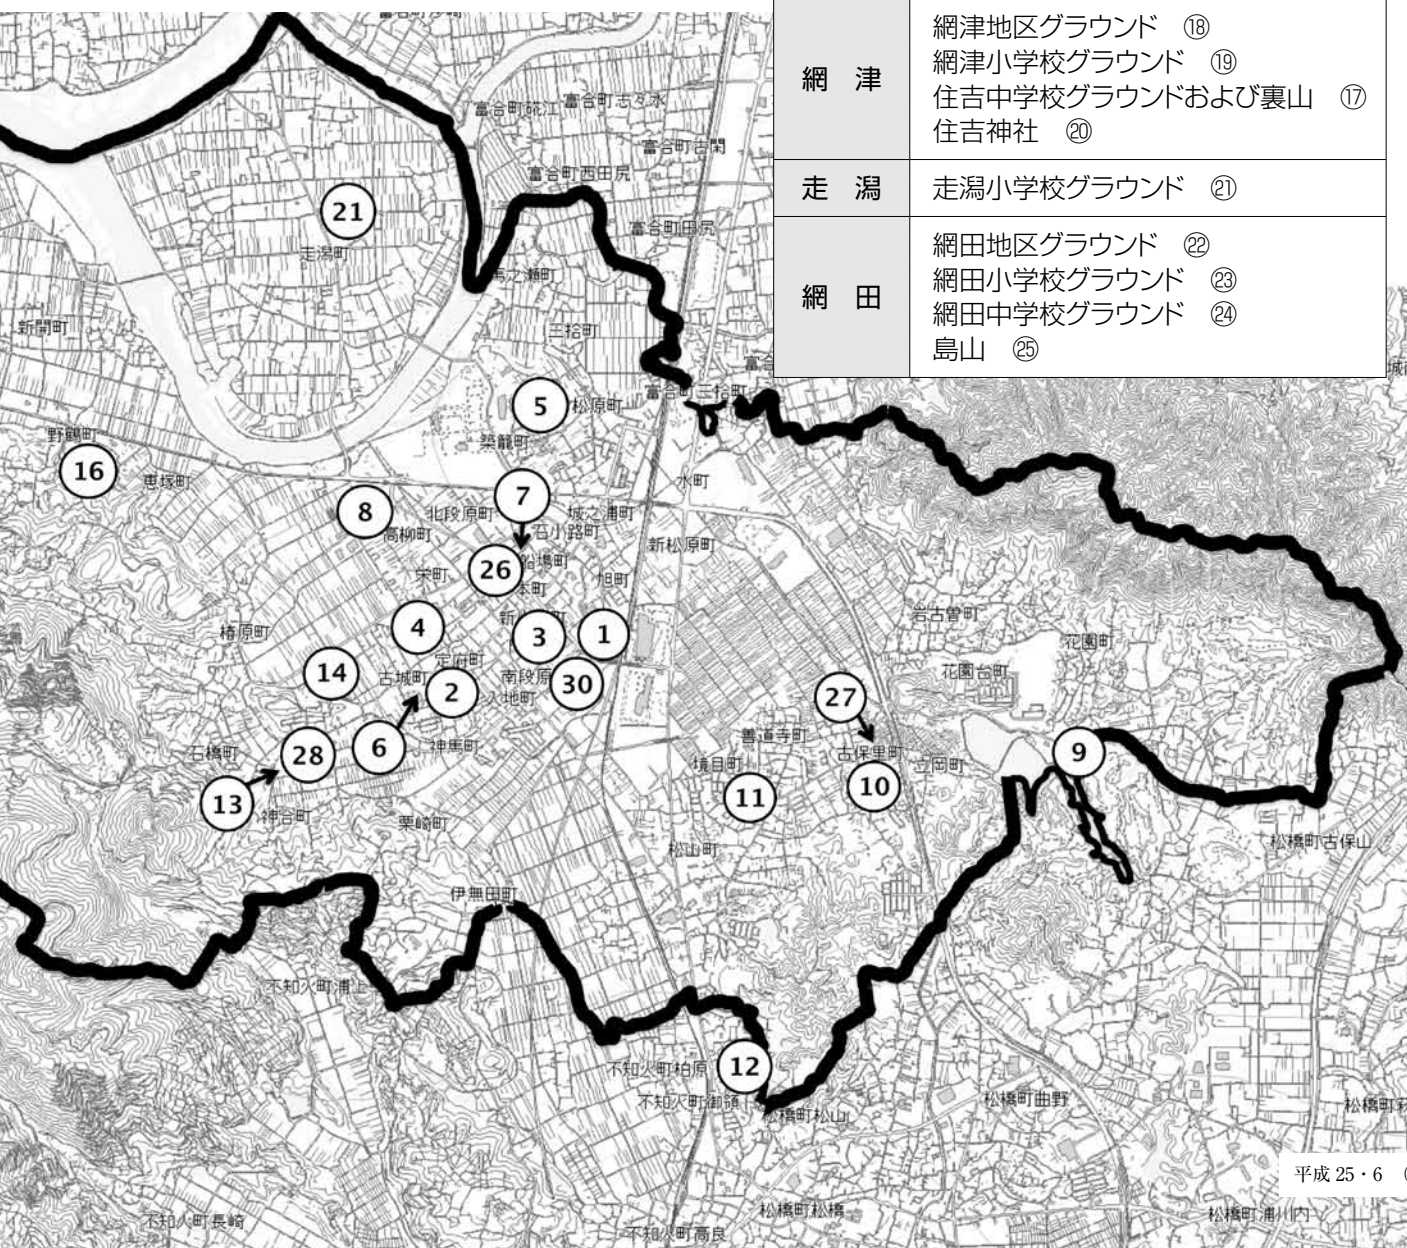 網 津
網津地区グラウンド ⑱
網津小学校グラウンド ⑲
住吉中学校グラウンドおよび裏山 ⑰
住吉神社 ⑳
走 潟
走潟小学校グラウンド ㉑
網田
網田地区グラウンド ㉒
網田小学校グラウンド ㉓
網田中学校グラウンド ㉔
島山 ㉕
富合町硴江
富合町志々水
富合町古閑
富合町西田尻
富合町田尻
21
走潟町
馬之瀬町
新開町
三拾町
富合町三拾町
5
松原町
築籠町
野鶴町
16
恵塚町
7
水町
8
北段原町
城之浦町
高柳町
石小路町
新松原町
26
船場町
栄町
本町
旭町
岩古曽町
花園町
椿原町
4
3
1
定府町
花園台町
14
古城町
2
南段原
30
入地町
27
6
神馬町
善道寺町
古保里町
9
石橋町
28
境目町
立岡町
13
11
10
神合町
栗崎町
松山町
松橋町古保山
伊無田町
不知火町浦上
12
不知火町柏原
不知火町御領
松橋町松山
松橋町曲野
平成 25・6
不知火町長崎
松橋町松橋
松橋町浦川内
不知火町高良